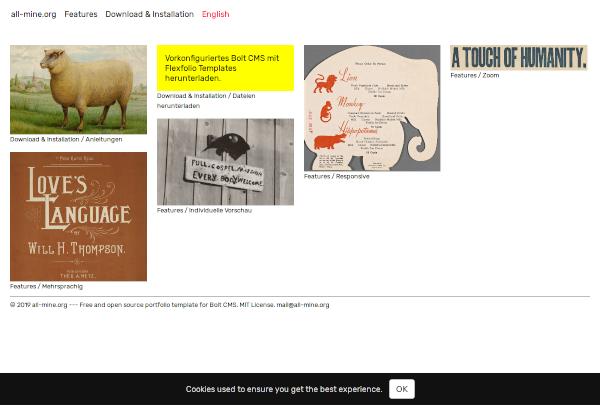 all-mine.org Features Download & Installation English
Download & Installation / Anleitungen
LOVE'S
LANGUAGE
BY
WILL H. THOMPSON.
THEO. A. METZ.
Features / Mehrsprachig
Vorkonfiguriertes Bolt CMS mit
Flexfolio Templates
herunterladen.
Download & Installation / Dateien
herunterladen
FULL GOSPEL MISSION
EVERY BODY WELCOME
Features / Individuelle Vorschau
Lion
Monkey
Hippopotamus
Features / Responsive
A TOUCH OF HUMANITY.
Features / Zoom
© 2019 all-mine.org --- Free and open source portfolio template for Bolt CMS. MIT License. mail@all-mine.org
Cookies used to ensure you get the best experience. OK